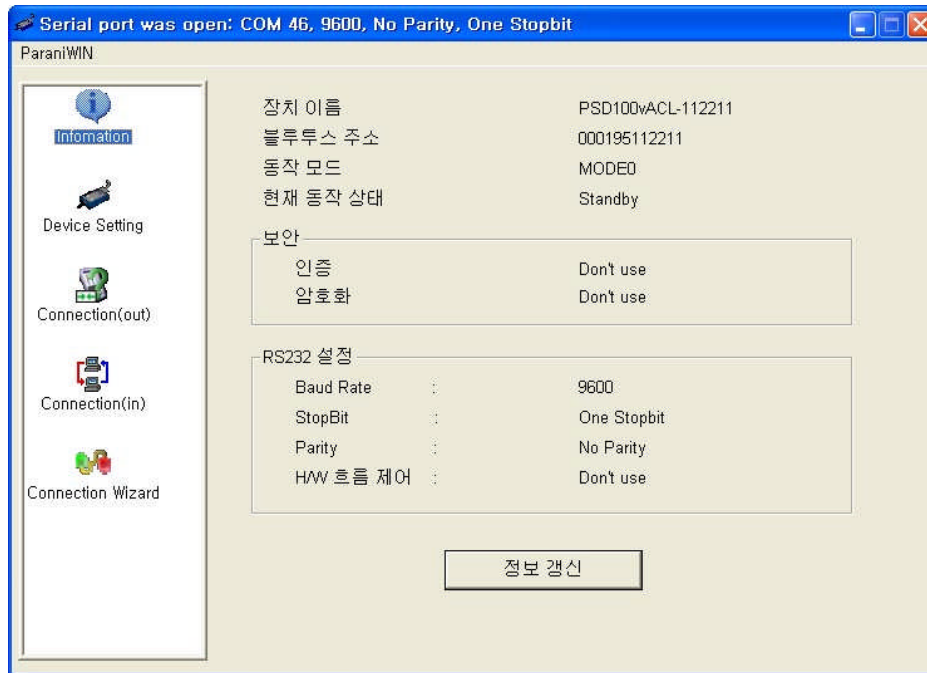 Serial port was open: COM 46, 9600, No Parity, One Stopbit
ParaniWIN
Infomation
Device Setting
Connection(out)
Connection(in)
Connection Wizard
장치 이름 PSD100vACL-112211
블루투스 주소 000195112211
동작 모드 MODE0
현재 동작 상태 Standby
보안
인증 Don't use
암호화 Don't use
RS232 설정
Baud Rate : 9600
StopBit : One Stopbit
Parity : No Parity
H/W 흐름 제어 : Don't use
정보 갱신